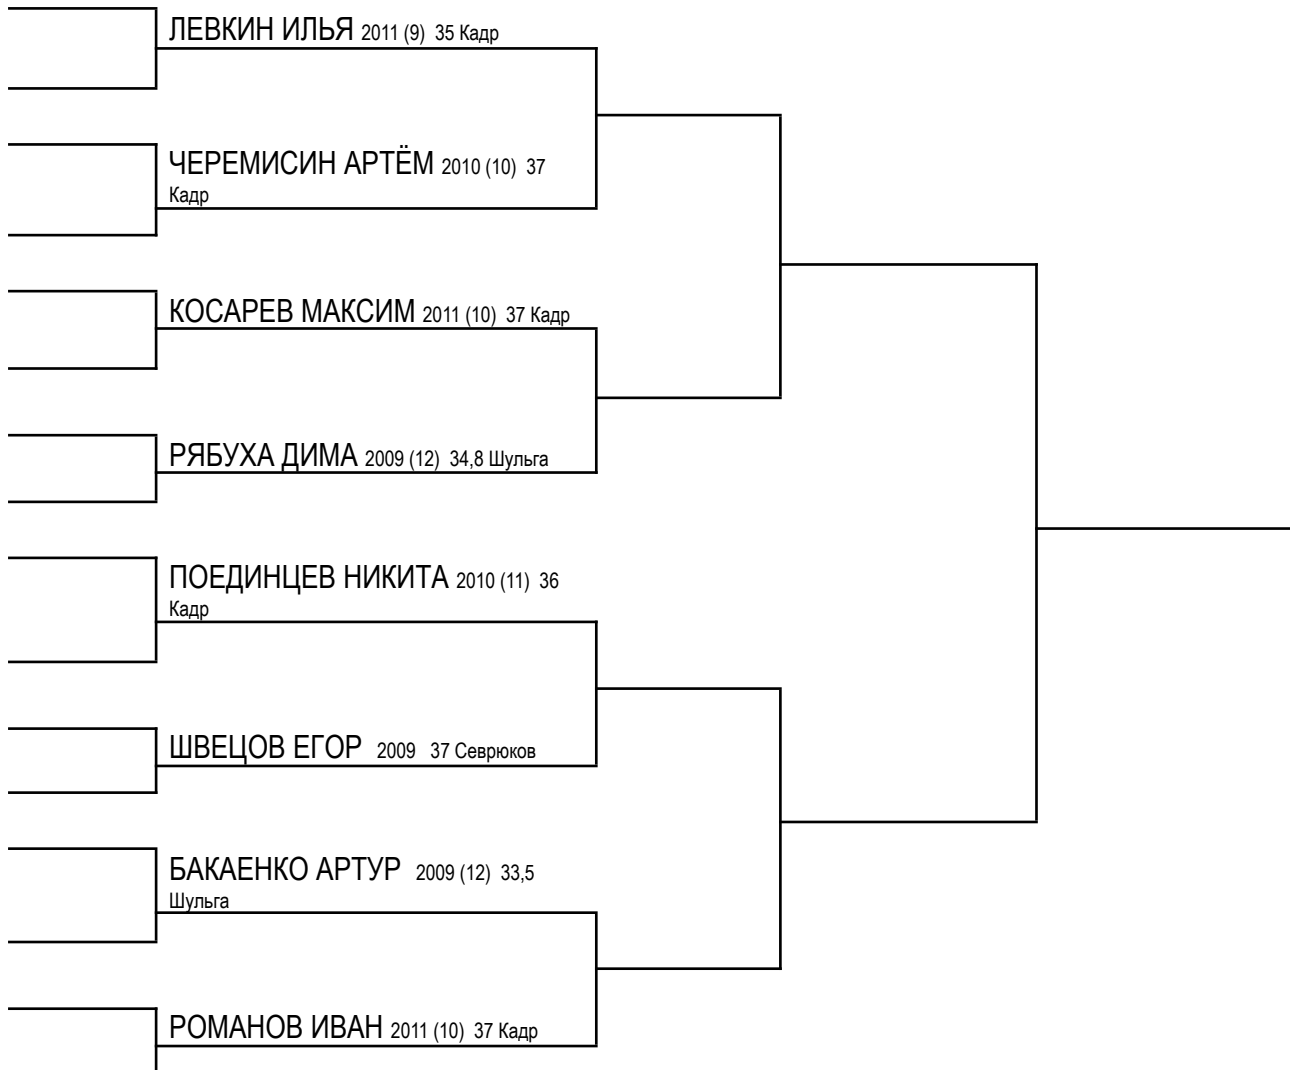 ЛЕВКИН ИЛЬЯ 2011 (9) 35 Кадр
ЧЕРЕМИСИН АРТЁМ 2010 (10) 37
Кадр
КОСАРЕВ МАКСИМ 2011 (10) 37 Кадр
РЯБУХА ДИМА 2009 (12) 34,8 Шульга
ПОЕДИНЦЕВ НИКИТА 2010 (11) 36
Кадр
ШВЕЦОВ ЕГОР 2009 37 Севрюков
БАКАЕНКО АРТУР 2009 (12) 33,5
Шульга
РОМАНОВ ИВАН 2011 (10) 37 Кадр